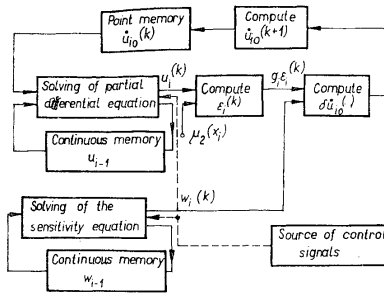 Point memory
u̇ᵢ₀(k)
Compute
u̇ᵢ₀(k+1)
Solving of partial
differential equation
uᵢ(k)
Compute
εᵢ(k)
gᵢεᵢ(k)
Compute
δu̇ᵢ₀( )
Continuous memory
uᵢ₋₁
μ₂(xᵢ)
wᵢ(k)
Solving of the
sensitivity equation
Continuous memory
wᵢ₋₁
Source of control
signals